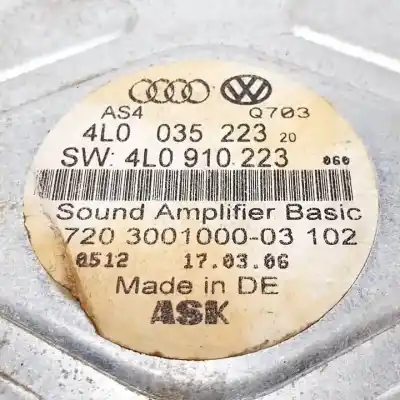 AS4 Q703
4L0 035 223 20
SW: 4L0 910 223 060
Sound Amplifier Basic
720 3001000-03 102
0512 17.03.06
Made in DE
ASK